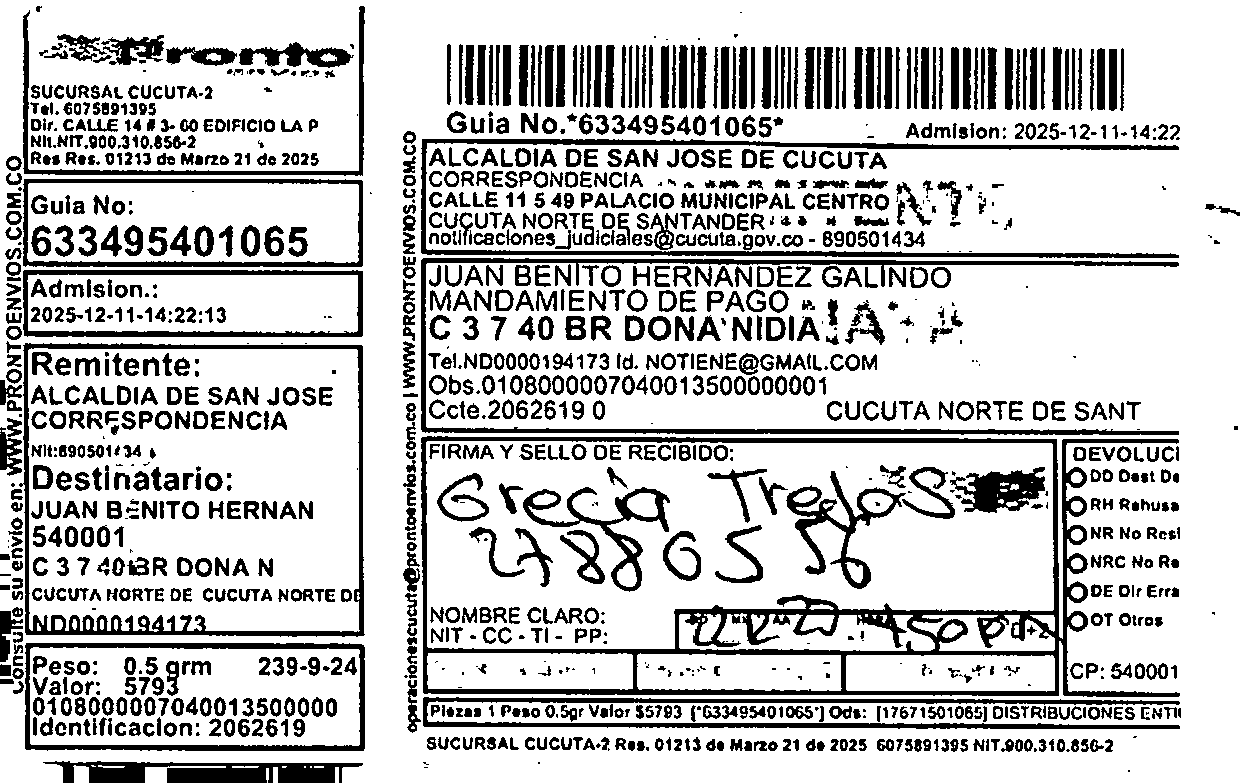 Pronto
SUCURSAL CUCUTA-2
Tel. 6075891395
Dir. CALLE 14 # 3- 60 EDIFICIO LA P
Nit.NIT.900.310.856-2
Res Res. 01213 de Marzo 21 de 2025
Guia No:
633495401065
Admision.:
2025-12-11-14:22:13
Remitente:
ALCALDIA DE SAN JOSE
CORRESPONDENCIA
Nit:890501434
Destinatario:
JUAN BENITO HERNAN
540001
C 3 7 40 BR DONA N
CUCUTA NORTE DE CUCUTA NORTE DE
ND0000194173
Peso: 0.5 grm 239-9-24
Valor: 5793
01080000070400135000000
Identificacion: 2062619
Consulte su envio en: WWW.PRONTOENVIOS.COM.CO
operacionescucuta@prontoenvios.com.co | WWW.PRONTOENVIOS.COM.CO
Guia No.*633495401065*
Admision: 2025-12-11-14:22
ALCALDIA DE SAN JOSE DE CUCUTA
CORRESPONDENCIA
CALLE 11 5 49 PALACIO MUNICIPAL CENTRO
CUCUTA NORTE DE SANTANDER
notificaciones_judiciales@cucuta.gov.co - 890501434
JUAN BENITO HERNANDEZ GALINDO
MANDAMIENTO DE PAGO
C 3 7 40 BR DONA NIDIA
Tel.ND0000194173 Id. NOTIENE@GMAIL.COM
Obs.010800000704001350000000​1
Ccte.2062619 0 CUCUTA NORTE DE SANT
FIRMA Y SELLO DE RECIBIDO:
Grecia Trejos
27886556
NOMBRE CLARO:
NIT - CC - TI - PP:
DEVOLUCI
DD Dest De
RH Rehusa
NR No Resi
NRC No Re
DE Dir Erra
OT Otros
CP: 540001
Piezas 1 Peso 0.5gr Valor $5793 [*633495401065*] Ods: [17671501065] DISTRIBUCIONES ENTI
SUCURSAL CUCUTA-2 Res. 01213 de Marzo 21 de 2025 6075891395 NIT.900.310.856-2